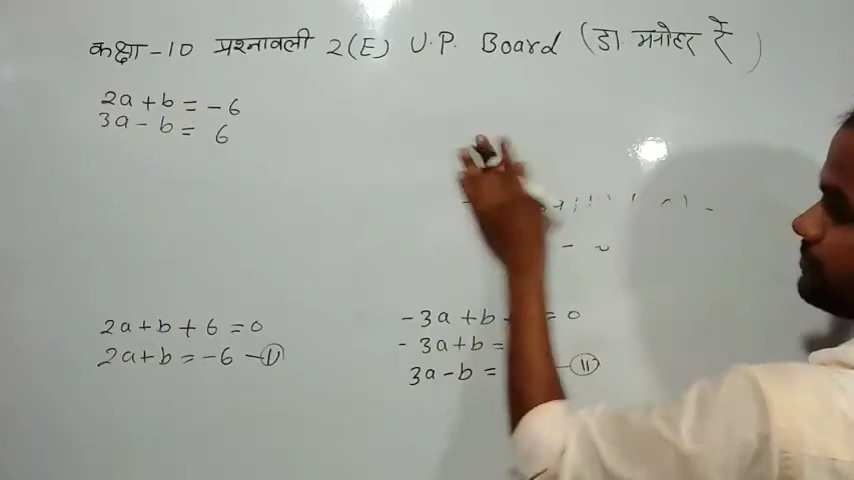 कक्षा -10 प्रश्नावली 2(E) U.P. Board (डा. मनोहर रे )
2a + b = -6
3a - b = 6
2a + b + 6 = 0
2a + b = -6 -(I)
-3a + b = 0
-3a + b =
3a - b = (II)